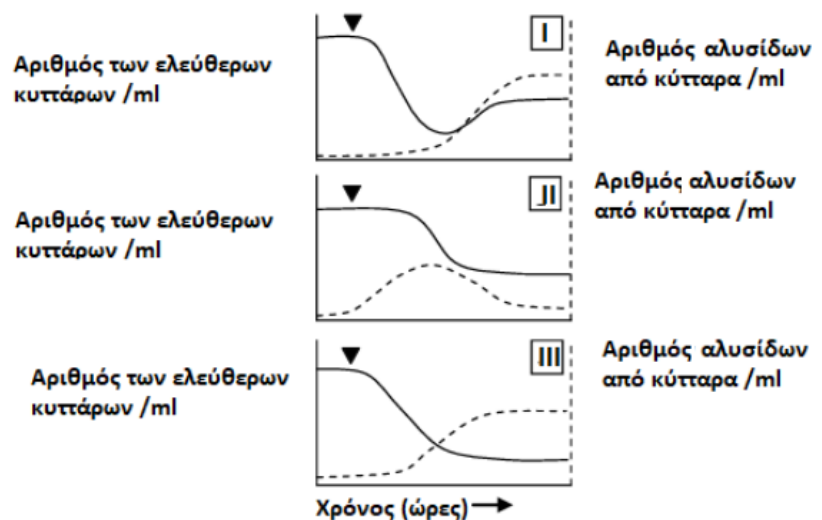 Αριθμός των ελεύθερων
κυττάρων /ml
I
Αριθμός αλυσίδων
από κύτταρα /ml
Αριθμός των ελεύθερων
κυττάρων /ml
JI
Αριθμός αλυσίδων
από κύτταρα /ml
Αριθμός των ελεύθερων
κυττάρων /ml
III
Αριθμός αλυσίδων
από κύτταρα /ml
Χρόνος (ώρες)